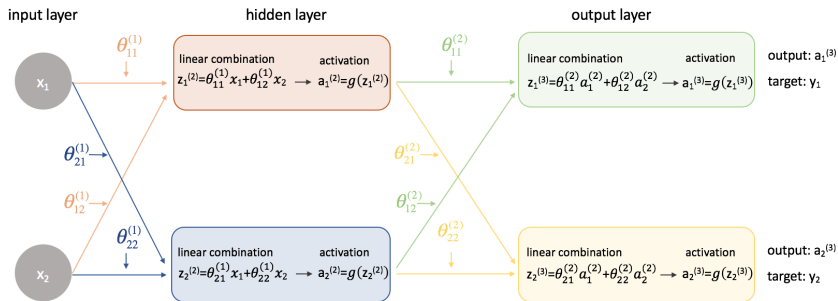 input layer
hidden layer
output layer
θ₁₁⁽¹⁾
θ₁₁⁽²⁾
x₁
linear combination
activation
z₁⁽²⁾=θ₁₁⁽¹⁾x₁+θ₁₂⁽¹⁾x₂ → a₁⁽²⁾=g(z₁⁽²⁾)
linear combination
activation
z₁⁽³⁾=θ₁₁⁽²⁾a₁⁽²⁾+θ₁₂⁽²⁾a₂⁽²⁾ → a₁⁽³⁾=g(z₁⁽³⁾)
output: a₁⁽³⁾
target: y₁
θ₂₁⁽¹⁾
θ₂₁⁽²⁾
θ₁₂⁽¹⁾
θ₁₂⁽²⁾
θ₂₂⁽¹⁾
θ₂₂⁽²⁾
x₂
linear combination
activation
z₂⁽²⁾=θ₂₁⁽¹⁾x₁+θ₂₂⁽¹⁾x₂ → a₂⁽²⁾=g(z₂⁽²⁾)
linear combination
activation
z₂⁽³⁾=θ₂₁⁽²⁾a₁⁽²⁾+θ₂₂⁽²⁾a₂⁽²⁾ → a₂⁽³⁾=g(z₂⁽³⁾)
output: a₂⁽³⁾
target: y₂